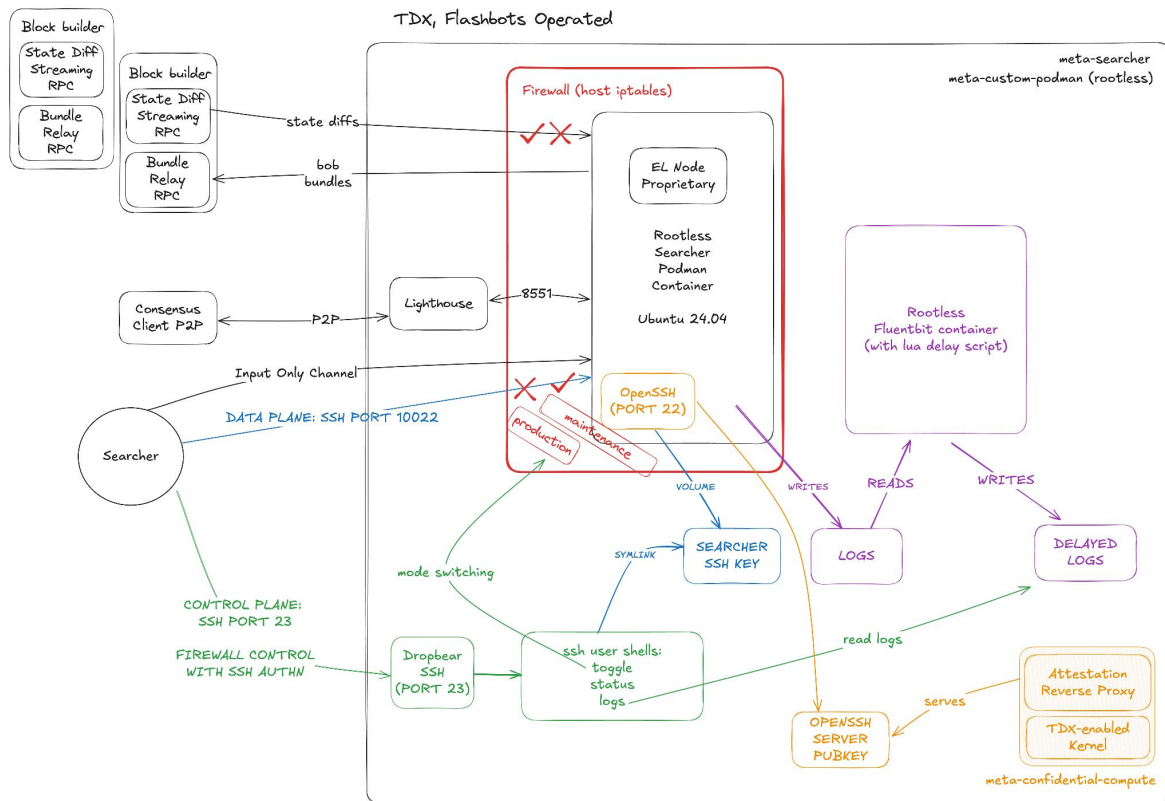 TDX, Flashbots Operated
Block builder
State Diff
Streaming
RPC
Bundle
Relay
RPC
Block builder
State Diff
Streaming
RPC
Bundle
Relay
RPC
meta-searcher
meta-custom-podman (rootless)
Firewall (host iptables)
state diffs
bob
bundles
EL Node
Proprietary
Rootless
Searcher
Podman
Container
Ubuntu 24.04
Rootless
Fluentbit container
(with lua delay script)
Consensus
Client P2P
P2P
Lighthouse
8551
Input Only Channel
DATA PLANE: SSH PORT 10022
Searcher
production
maintenance
OpenSSH
(PORT 22)
VOLUME
WRITES
READS
WRITES
SYMLINK
SEARCHER
SSH KEY
LOGS
DELAYED
LOGS
mode switching
CONTROL PLANE:
SSH PORT 23
FIREWALL CONTROL
WITH SSH AUTHN
Dropbear
SSH
(PORT 23)
ssh user shells:
toggle
status
logs
read logs
OPENSSH
SERVER
PUBKEY
serves
Attestation
Reverse Proxy
TDX-enabled
Kernel
meta-confidential-compute